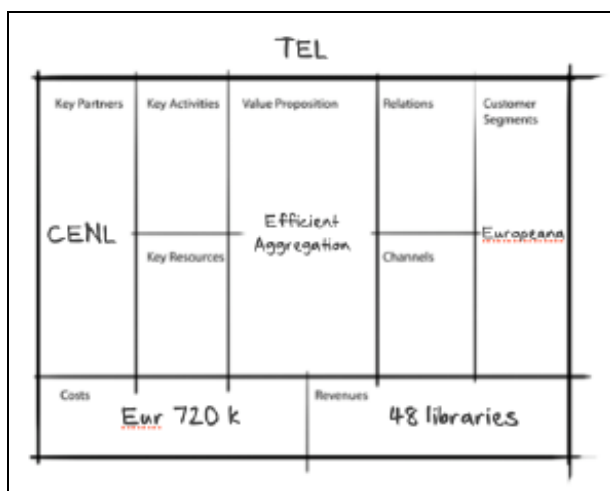 TEL
Key Partners
Key Activities
Value Proposition
Relations
Customer
Segments
CENL
Efficient
Aggregation
Europeana
Key Resources
Channels
Costs
Eur 720 k
Revenues
48 libraries